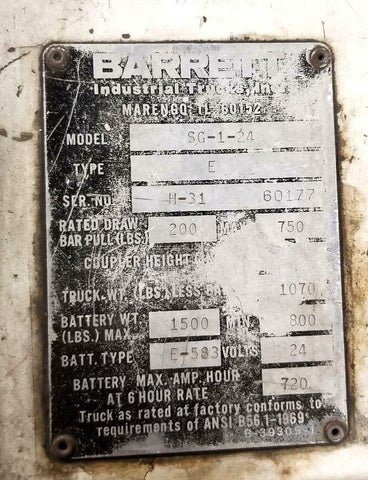 BARRETT
Industrial Trucks, Inc
MARENGO IL 60152
MODEL SG-1-24
TYPE E
SER. NO H-31 60177
RATED DRAW
BAR PULL (LBS) 200 750
COUPLER HEIGHT
TRUCK WT. (LBS) LESS 1070
BATTERY WT.
(LBS.) MAX. 1500 MIN. 800
BATT. TYPE E-583 VOLTS 24
BATTERY MAX. AMP. HOUR
AT 6 HOUR RATE 720
Truck as rated at factory conforms to
requirements of ANSI B56.1-1969
B-39305-1